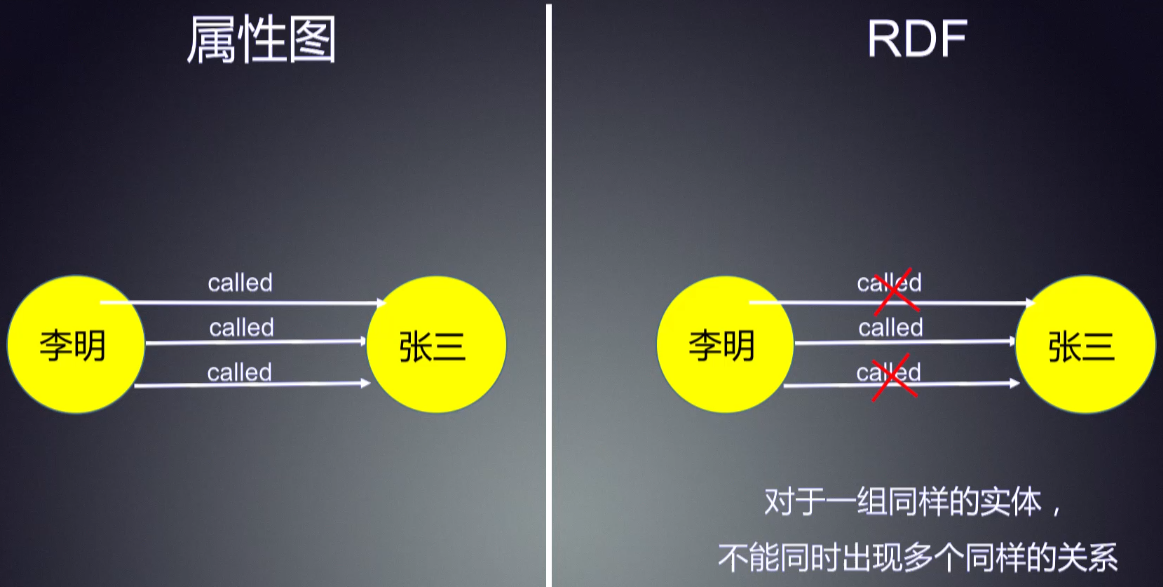 属性图
RDF
called
called
called
李明
张三
called
called
called
李明
张三
对于一组同样的实体，
不能同时出现多个同样的关系